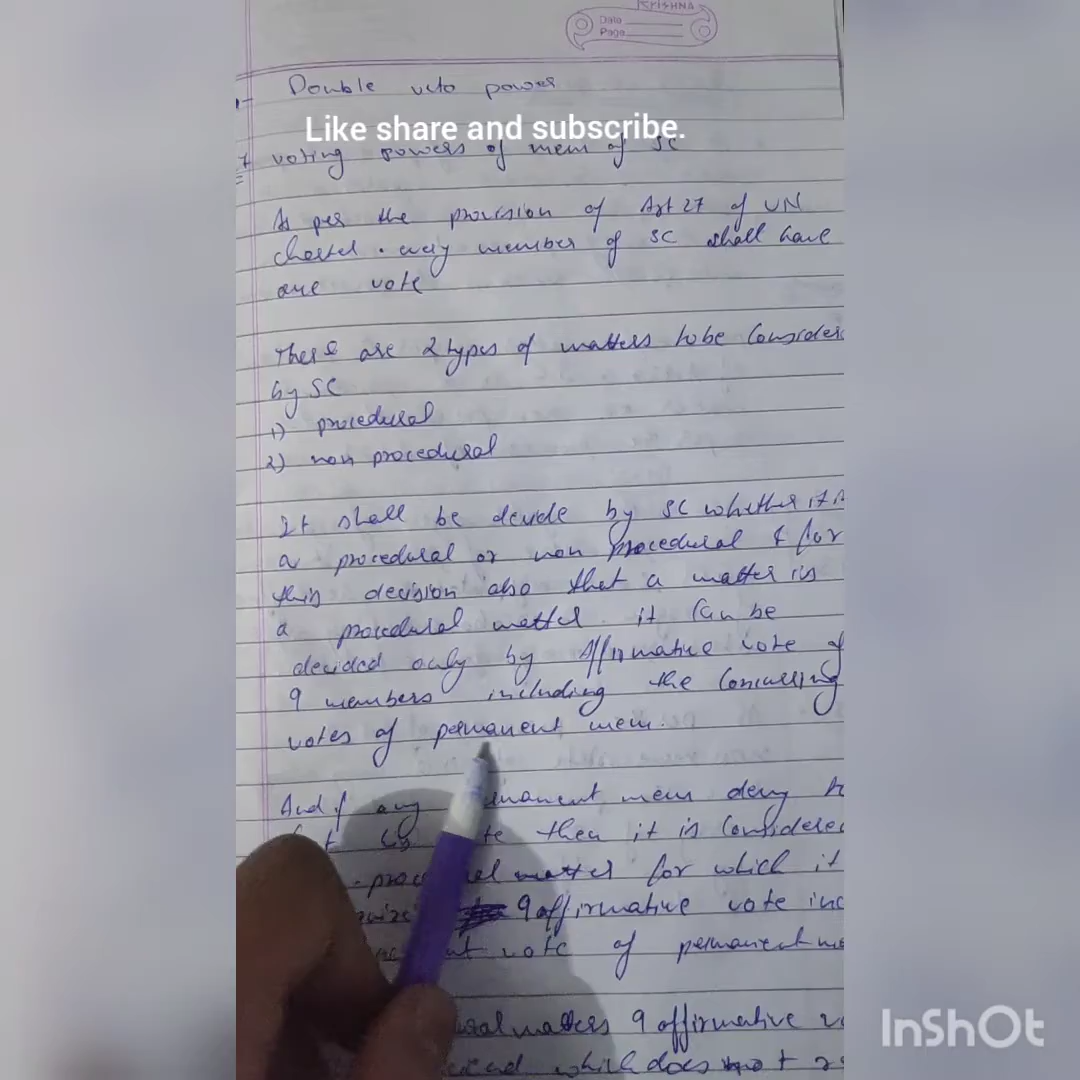 KRISHNA
Date
Page
Double veto power
Like share and subscribe.
voting powers of mem of SC
As per the provision of Art 27 of UN
every member of SC shall have
one vote
There are 2 types of matters to be Consider
by SC
1) procedural
2) non procedural
It shall be decide by SC whether it
a procedural or non procedural & for
this decision also that a matter is
a procedural matter it Can be
decided only by Affirmative vote of
9 members including the Concurring
votes of permanent mem.
And if any mem deny
then it is Considered
matter for which it
9 affirmative vote inc
vote of permanent
matters 9 affirmative
which does not
InShOt